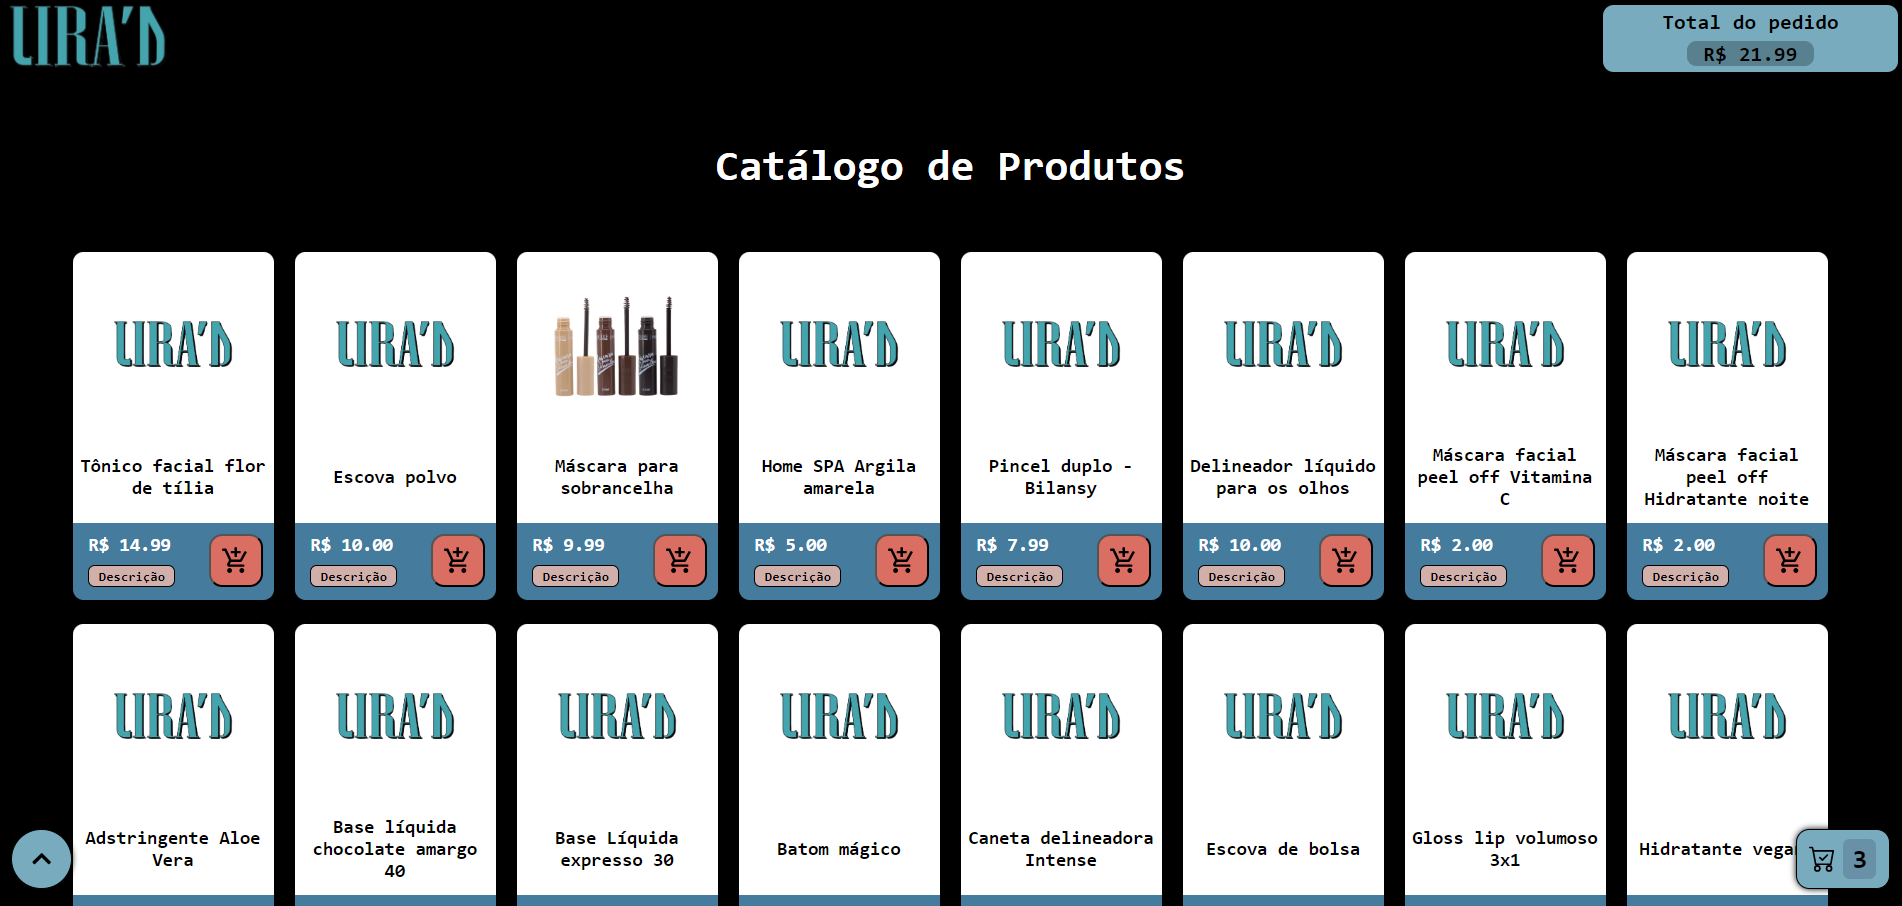 LIRA'D
Total do pedido
R$ 21.99
Catálogo de Produtos
LIRA'D
LIRA'D
LIRA'D
LIRA'D
LIRA'D
LIRA'D
LIRA'D
Tônico facial flor
de tília
Escova polvo
Máscara para
sobrancelha
Home SPA Argila
amarela
Pincel duplo -
Bilansy
Delineador líquido
para os olhos
Máscara facial
peel off Vitamina
C
Máscara facial
peel off
Hidratante noite
R$ 14.99
Descrição
R$ 10.00
Descrição
R$ 9.99
Descrição
R$ 5.00
Descrição
R$ 7.99
Descrição
R$ 10.00
Descrição
R$ 2.00
Descrição
R$ 2.00
Descrição
LIRA'D
LIRA'D
LIRA'D
LIRA'D
LIRA'D
LIRA'D
LIRA'D
LIRA'D
Adstringente Aloe
Vera
Base líquida
chocolate amargo
40
Base Líquida
expresso 30
Batom mágico
Caneta delineadora
Intense
Escova de bolsa
Gloss lip volumoso
3x1
Hidratante
3